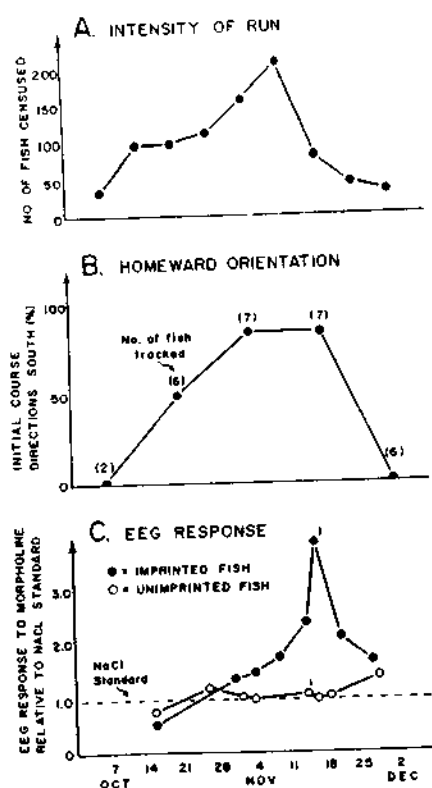 A. INTENSITY OF RUN
NO OF FISH CENSUSED
200
150
100
50
0
B. HOMEWARD ORIENTATION
INITIAL COURSE
DIRECTIONS SOUTH (%)
100
50
0
No. of fish
tracked
(2)
(6)
(7)
(7)
(6)
C. EEG RESPONSE
EEG RESPONSE TO MORPHOLINE
RELATIVE TO NACL STANDARD
● = IMPRINTED FISH
○ = UNIMPRINTED FISH
3.0
2.0
1.0
0
NaCl
Standard
7 14 21 28 4 11 18 25 2
OCT NOV DEC